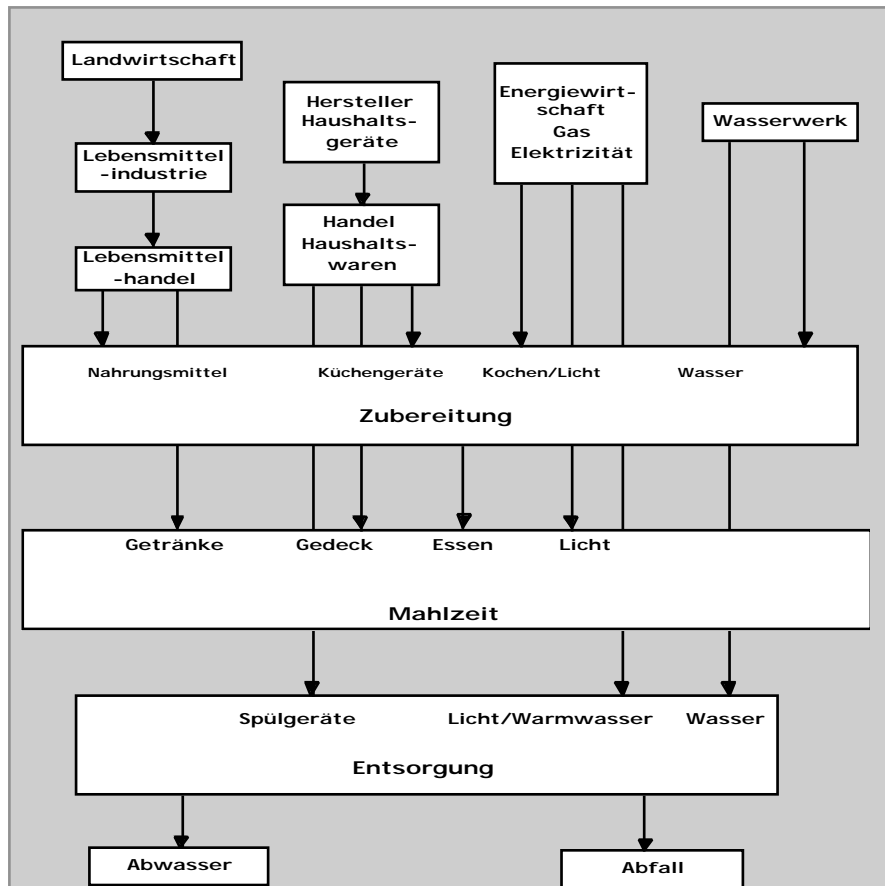 Landwirtschaft
Lebensmittel
-industrie
Lebensmittel
-handel
Hersteller
Haushalts-
geräte
Handel
Haushalts-
waren
Energiewirt-
schaft
Gas
Elektrizität
Wasserwerk
Nahrungsmittel
Küchengeräte
Kochen/Licht
Wasser
Zubereitung
Getränke
Gedeck
Essen
Licht
Mahlzeit
Spülgeräte
Licht/Warmwasser
Wasser
Entsorgung
Abwasser
Abfall